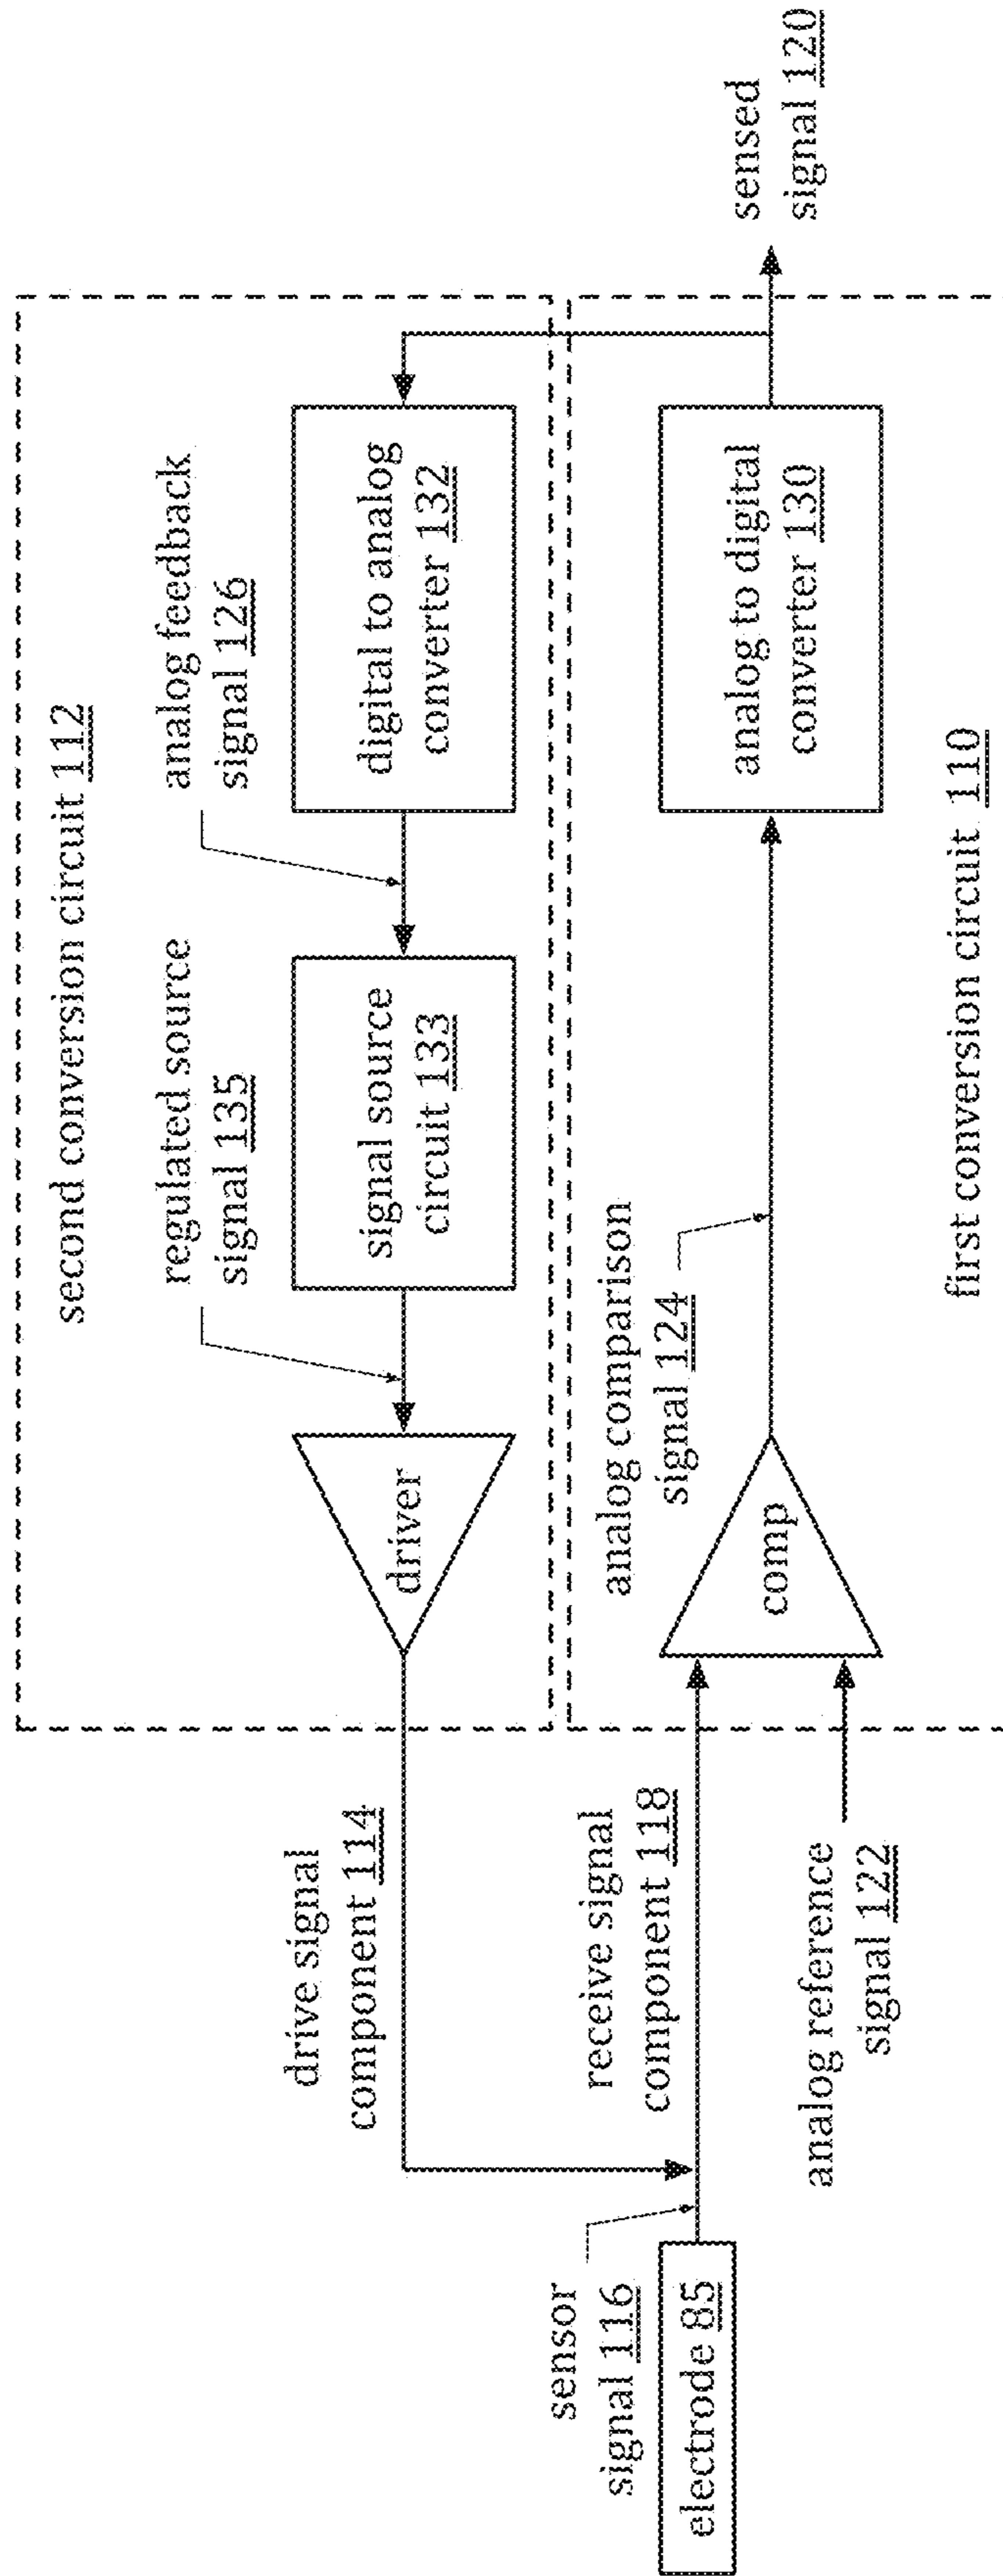 second conversion circuit 112
regulated source
signal 135
analog feedback
signal 126
driver
signal source
circuit 133
digital to analog
converter 132
drive signal
component 114
sensor
signal 116
electrode 85
receive signal
component 118
analog reference
signal 122
comp
analog comparison
signal 124
analog to digital
converter 130
sensed
signal 120
first conversion circuit 110